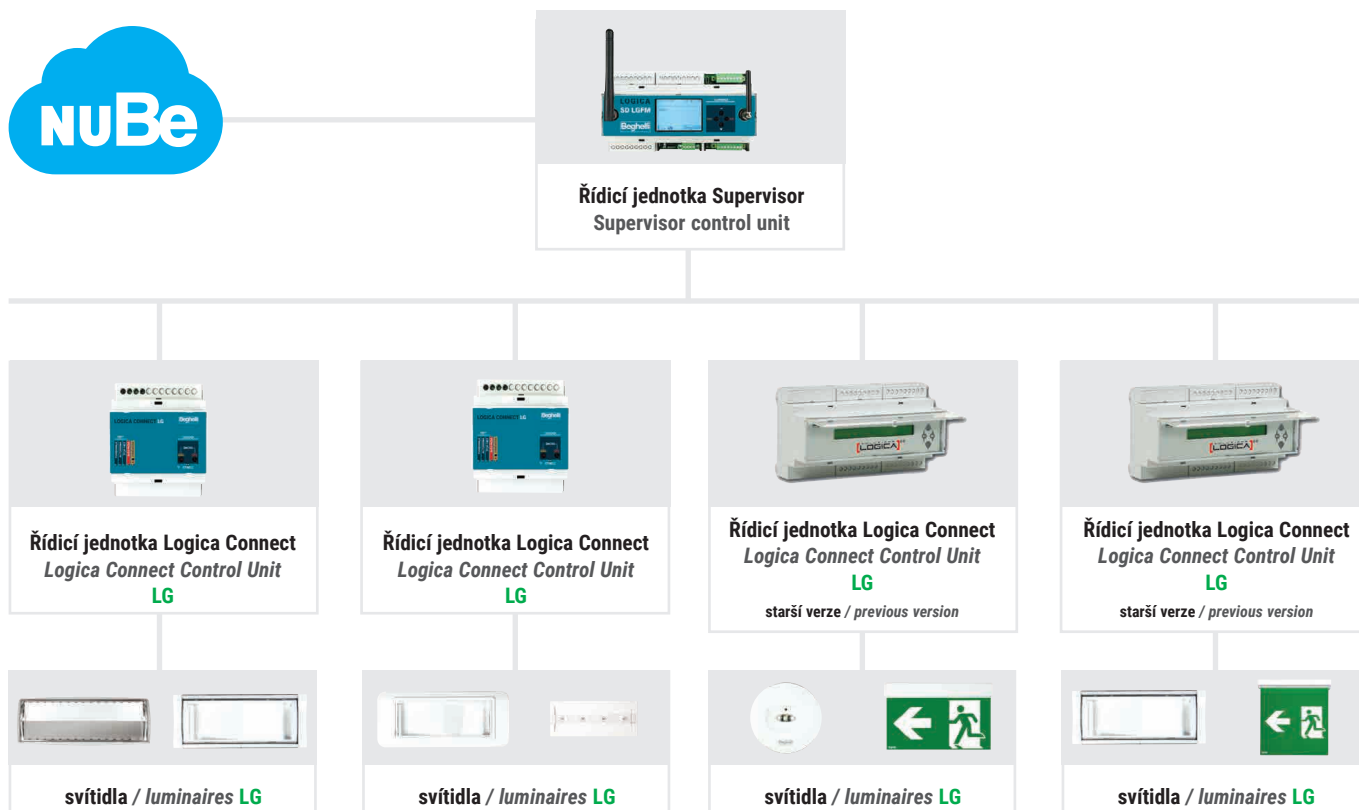 NUBe
LOGICA
SD LGFM
Beghelli
Řídicí jednotka Supervisor
Supervisor control unit
LOGICA CONNECT LG
Beghelli
LOGICA CONNECT LG
Beghelli
[LOGICA]
[LOGICA]
Řídicí jednotka Logica Connect
Logica Connect Control Unit
LG
Řídicí jednotka Logica Connect
Logica Connect Control Unit
LG
Řídicí jednotka Logica Connect
Logica Connect Control Unit
LG
starší verze / previous version
Řídicí jednotka Logica Connect
Logica Connect Control Unit
LG
starší verze / previous version
svítidla / luminaires LG
svítidla / luminaires LG
svítidla / luminaires LG
svítidla / luminaires LG